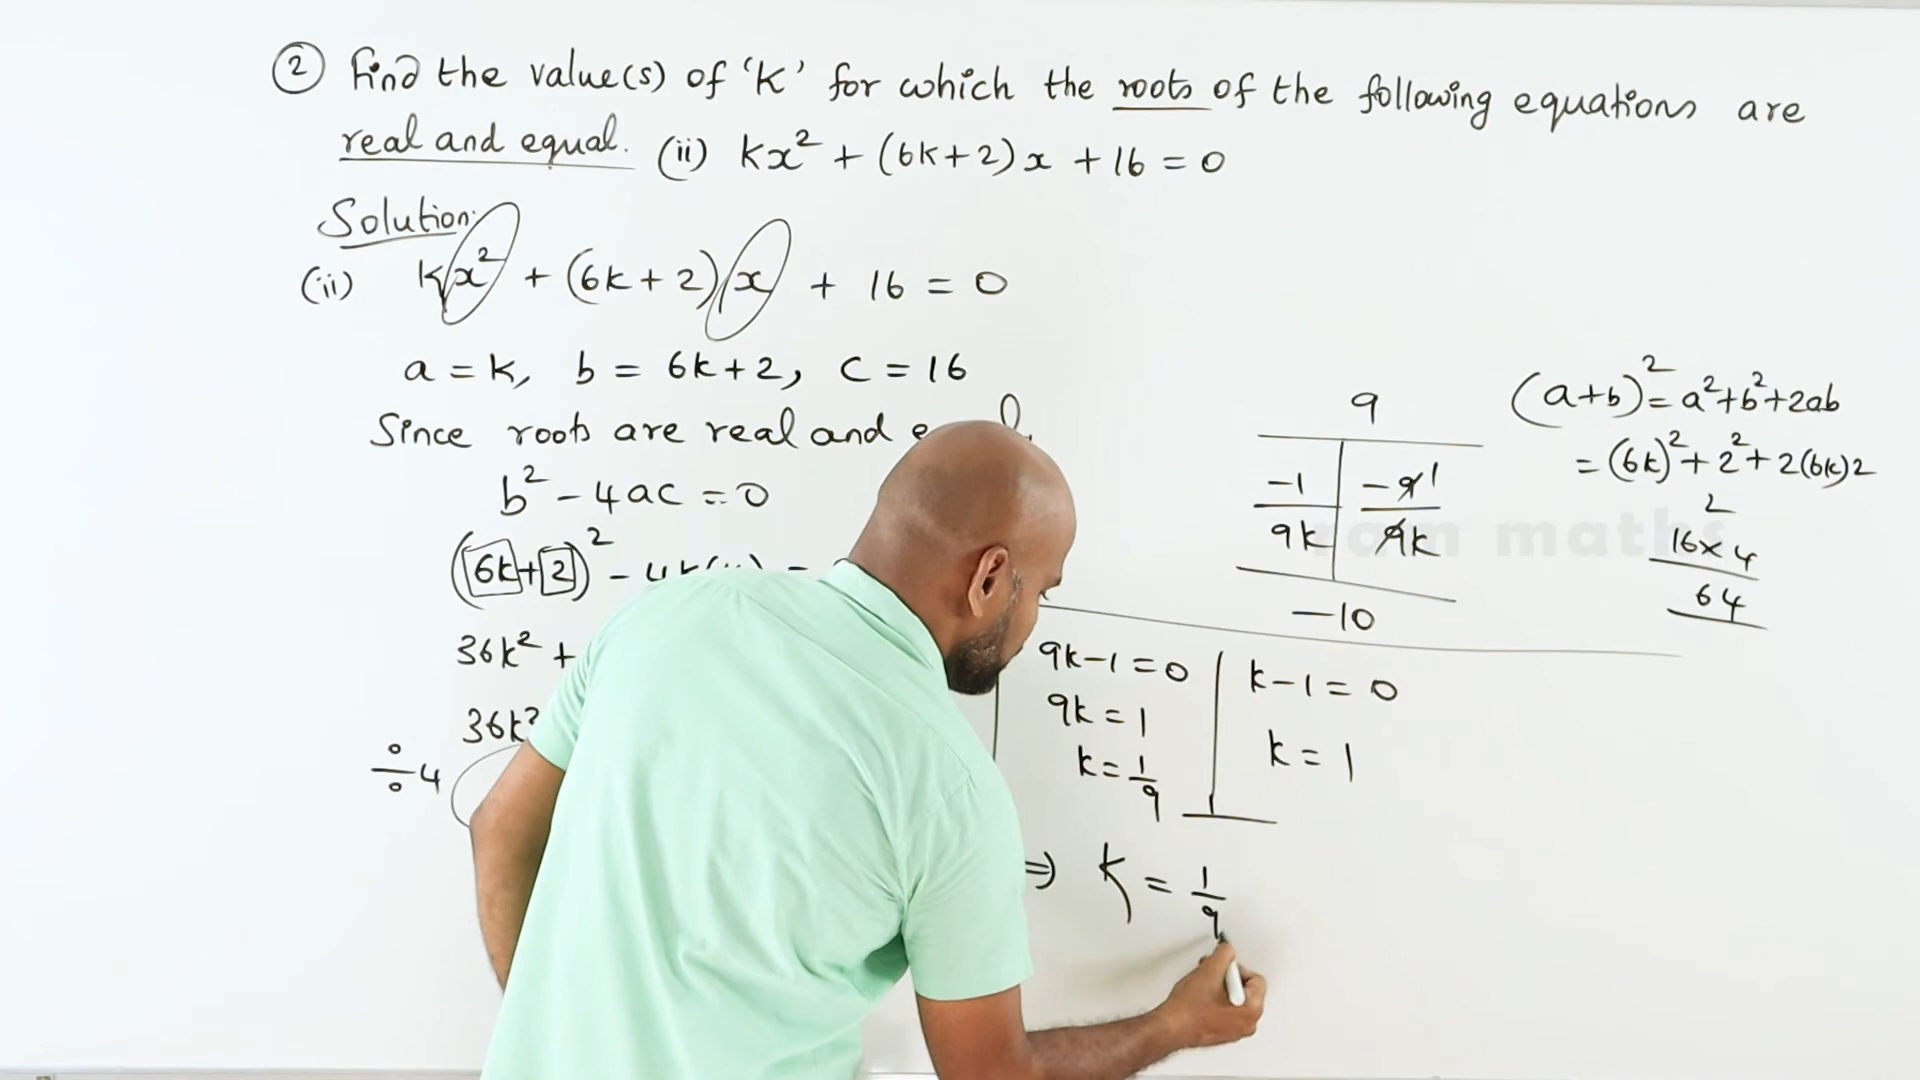 ② Find the value(s) of 'K' for which the roots of the following equations are
real and equal. (ii) kx² + (6k+2)x + 16 = 0
Solution:
(ii) kx² + (6k+2)x + 16 = 0
a = k, b = 6k+2, c = 16
Since roots are real and
b² - 4ac = 0
(6k+2)² - 4k
36k² +
36k²
÷4
9
-1 | -9 1
9k | 9k
-10
(a+b)² = a²+b²+2ab
= (6k)² + 2² + 2(6k)2
2
16×4
64
9k-1=0 | k-1=0
9k=1
k=1/9 | k=1
⇒ k = 1/9
ram maths